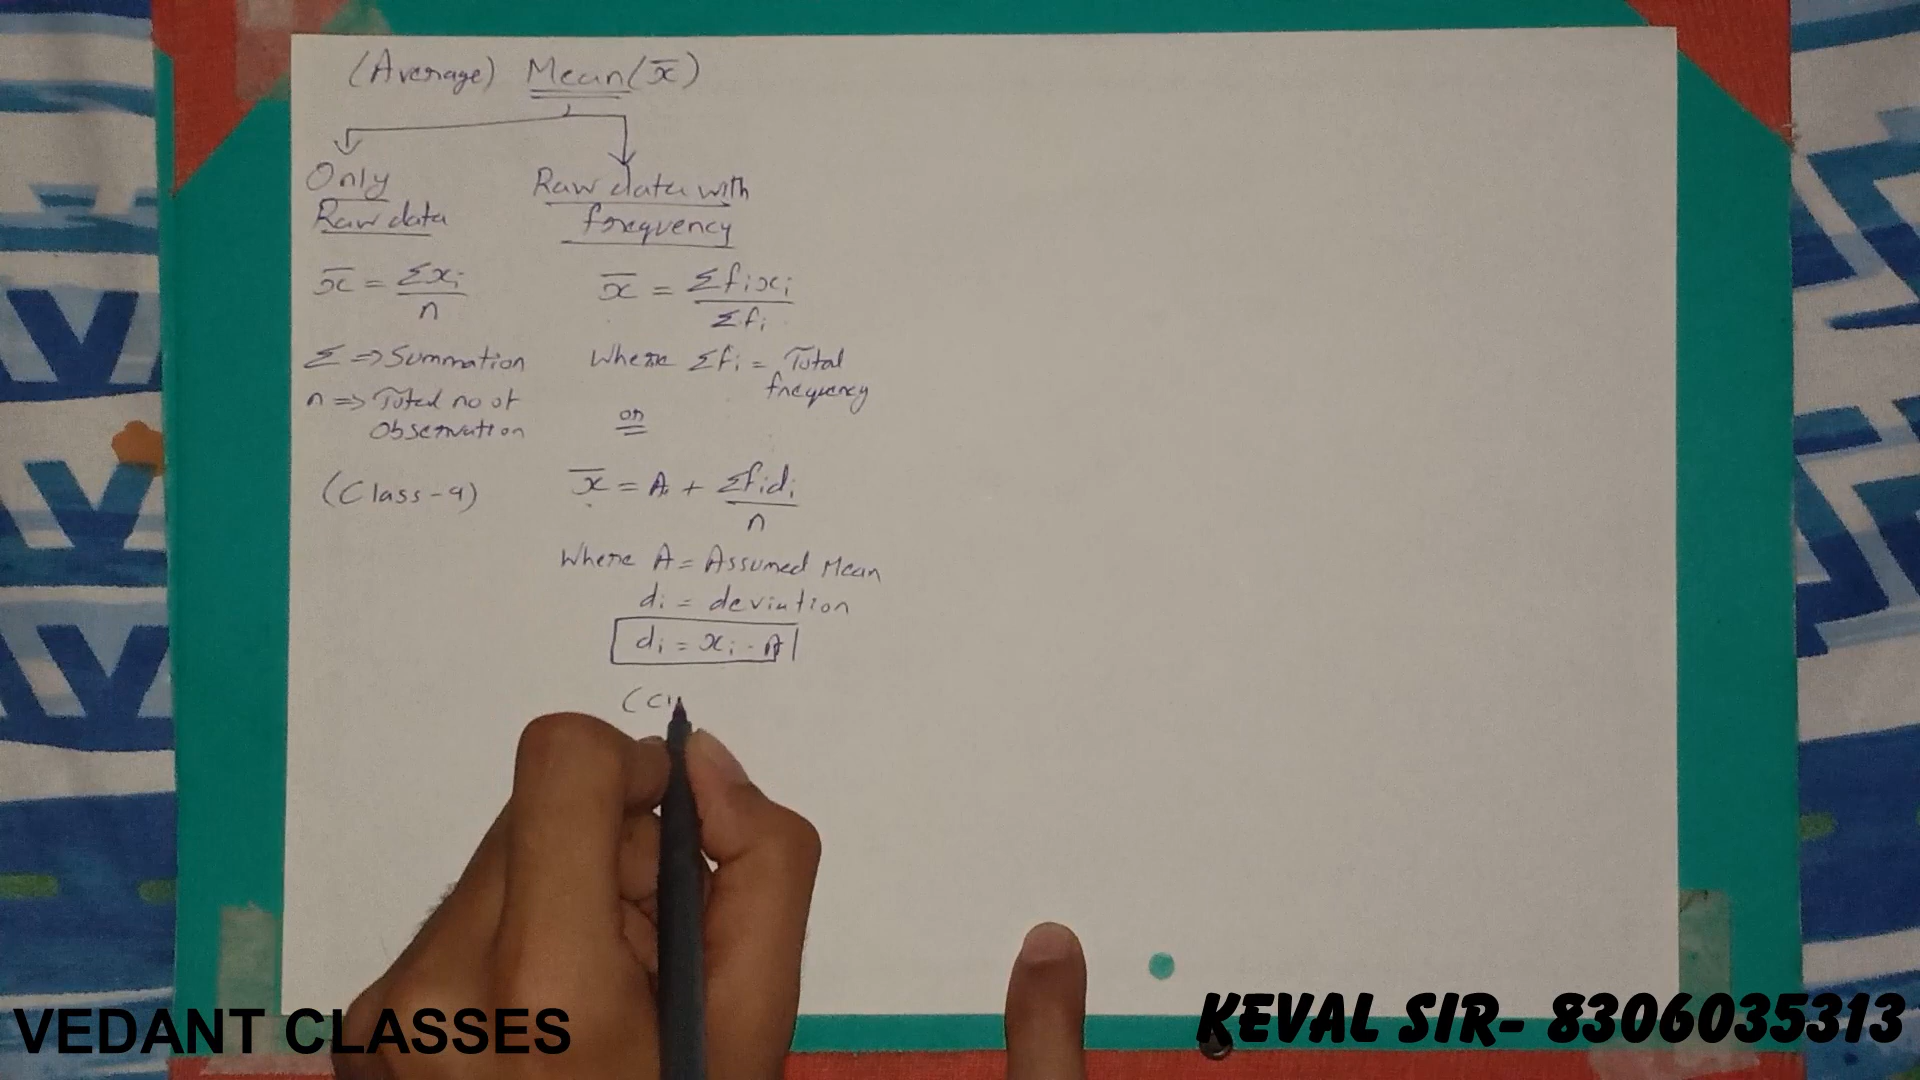 (Average) Mean (x̄)
Only
Raw data
x̄ = Σxi / n
Σ => Summation
n => Total no of
Observation
(Class-9)
Raw data with
frequency
x̄ = Σfixi / Σfi
Where Σfi = Total
frequency
or
x̄ = A + Σfidi / n
Where A = Assumed Mean
di = deviation
di = xi - A
(Cl
VEDANT CLASSES
KEVAL SIR- 8306035313